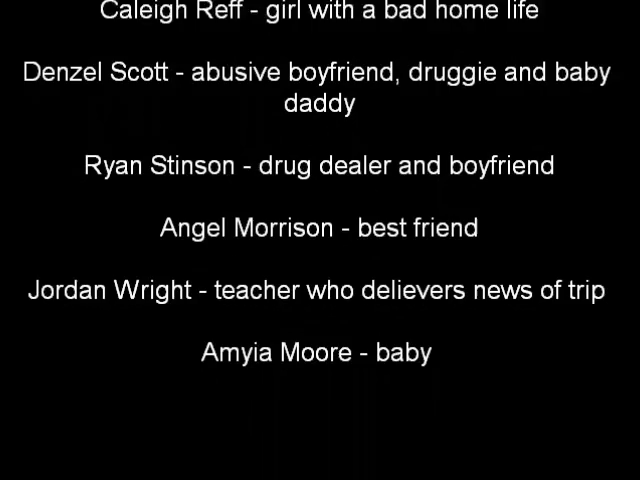 Caleigh Reff - girl with a bad home life
Denzel Scott - abusive boyfriend, druggie and baby
daddy
Ryan Stinson - drug dealer and boyfriend
Angel Morrison - best friend
Jordan Wright - teacher who delievers news of trip
Amyia Moore - baby